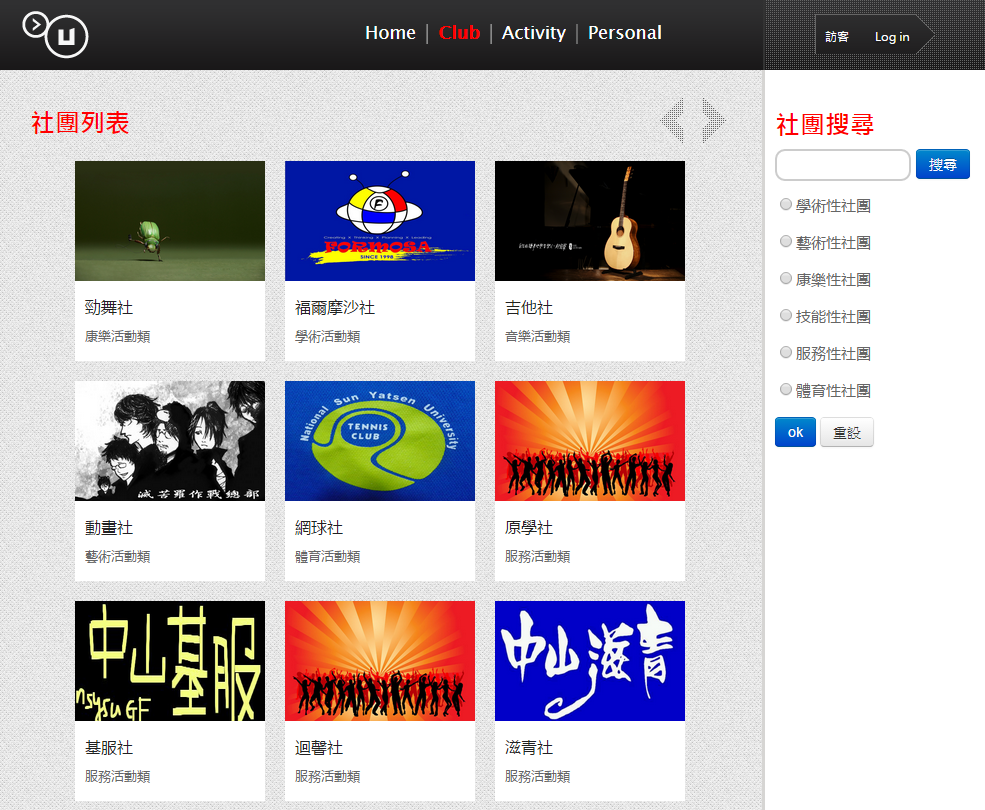 u
Home | Club | Activity | Personal
訪客 Log in
社團列表
F
FORMOSA
SINCE 1998
勁舞社
康樂活動類
福爾摩沙社
學術活動類
吉他社
音樂活動類
滅苦羅作戰總部
動畫社
藝術活動類
National Sun Yatsen University
TENNIS
CLUB
網球社
體育活動類
原學社
服務活動類
中山基服
nsysu GF
基服社
服務活動類
迴馨社
服務活動類
中山滋青
滋青社
服務活動類
社團搜尋
搜尋
學術性社團
藝術性社團
康樂性社團
技能性社團
服務性社團
體育性社團
ok 重設